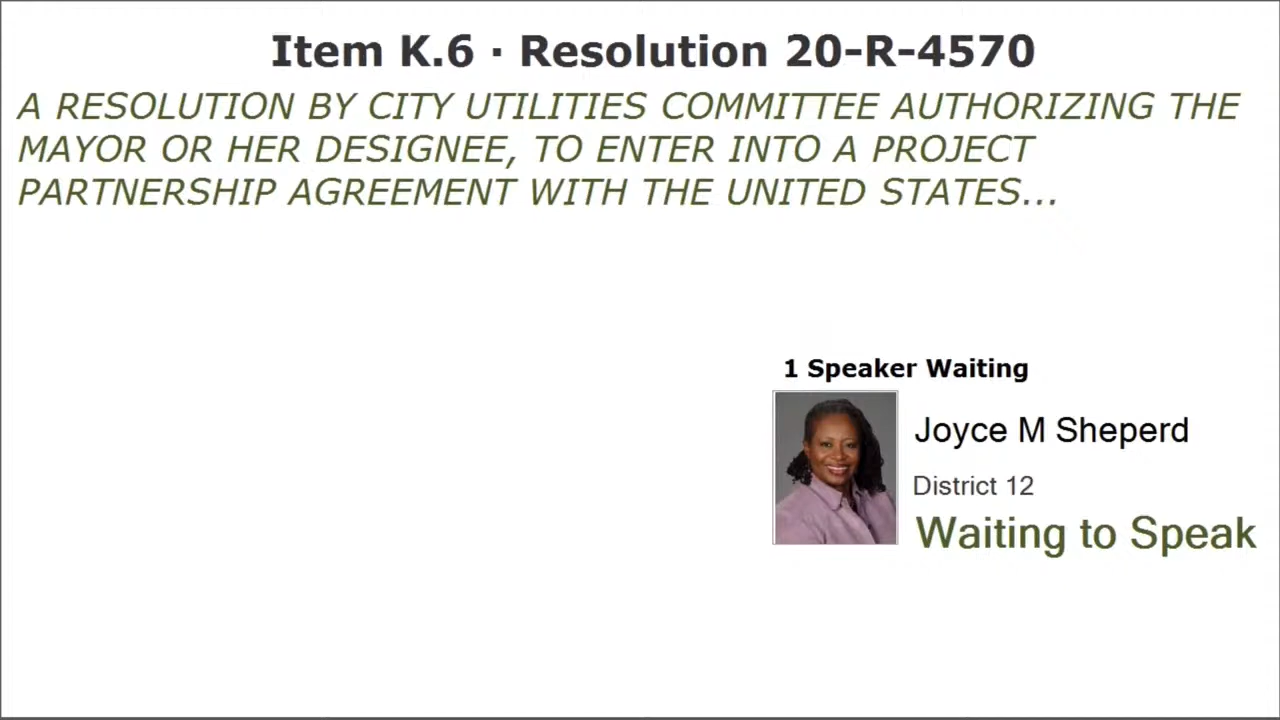 Item K.6 · Resolution 20-R-4570
A RESOLUTION BY CITY UTILITIES COMMITTEE AUTHORIZING THE
MAYOR OR HER DESIGNEE, TO ENTER INTO A PROJECT
PARTNERSHIP AGREEMENT WITH THE UNITED STATES...
1 Speaker Waiting
Joyce M Sheperd
District 12
Waiting to Speak